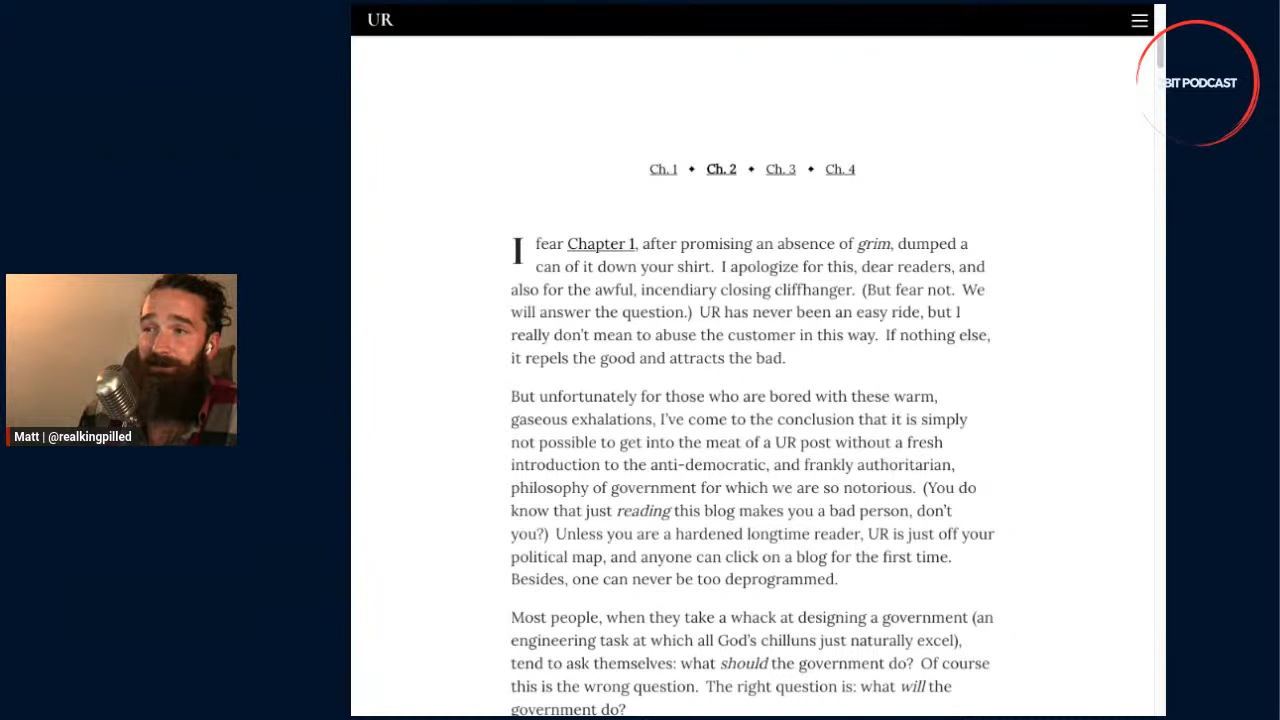 UR
BIT PODCAST
Ch. 1 ◆ Ch. 2 ◆ Ch. 3 ◆ Ch. 4
I fear Chapter 1, after promising an absence of grim, dumped a
can of it down your shirt. I apologize for this, dear readers, and
also for the awful, incendiary closing cliffhanger. (But fear not. We
will answer the question.) UR has never been an easy ride, but I
really don't mean to abuse the customer in this way. If nothing else,
it repels the good and attracts the bad.
But unfortunately for those who are bored with these warm,
gaseous exhalations, I've come to the conclusion that it is simply
not possible to get into the meat of a UR post without a fresh
introduction to the anti-democratic, and frankly authoritarian,
philosophy of government for which we are so notorious. (You do
know that just reading this blog makes you a bad person, don't
you?) Unless you are a hardened longtime reader, UR is just off your
political map, and anyone can click on a blog for the first time.
Besides, one can never be too deprogrammed.
Most people, when they take a whack at designing a government (an
engineering task at which all God's chilluns just naturally excel),
tend to ask themselves: what should the government do? Of course
this is the wrong question. The right question is: what will the
government do?
Matt | @realkingpilled